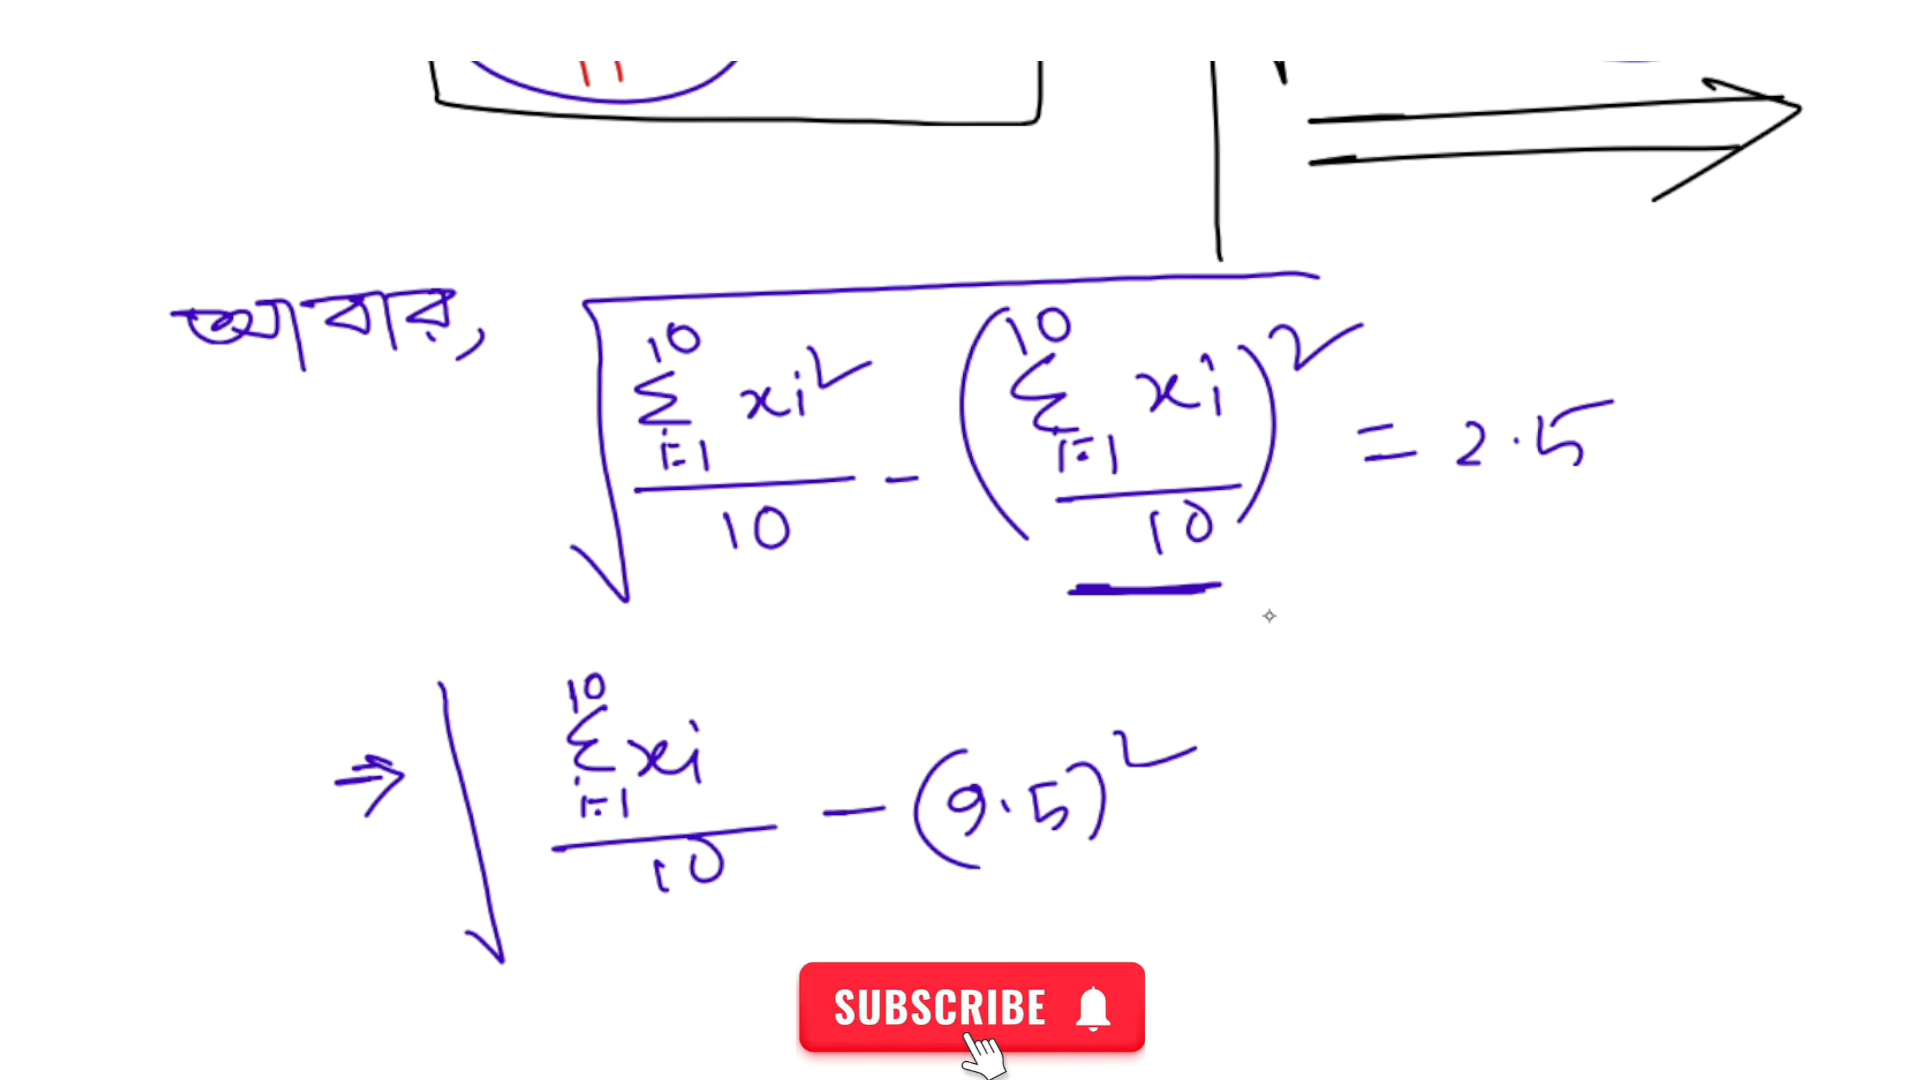 আবার, √( (Σ_{i=1}^{10} xi²)/10 − ( (Σ_{i=1}^{10} xi)/10 )² ) = 2.5
⇒ √ (Σ_{i=1}^{10} xi)/10 − (9.5)²
SUBSCRIBE